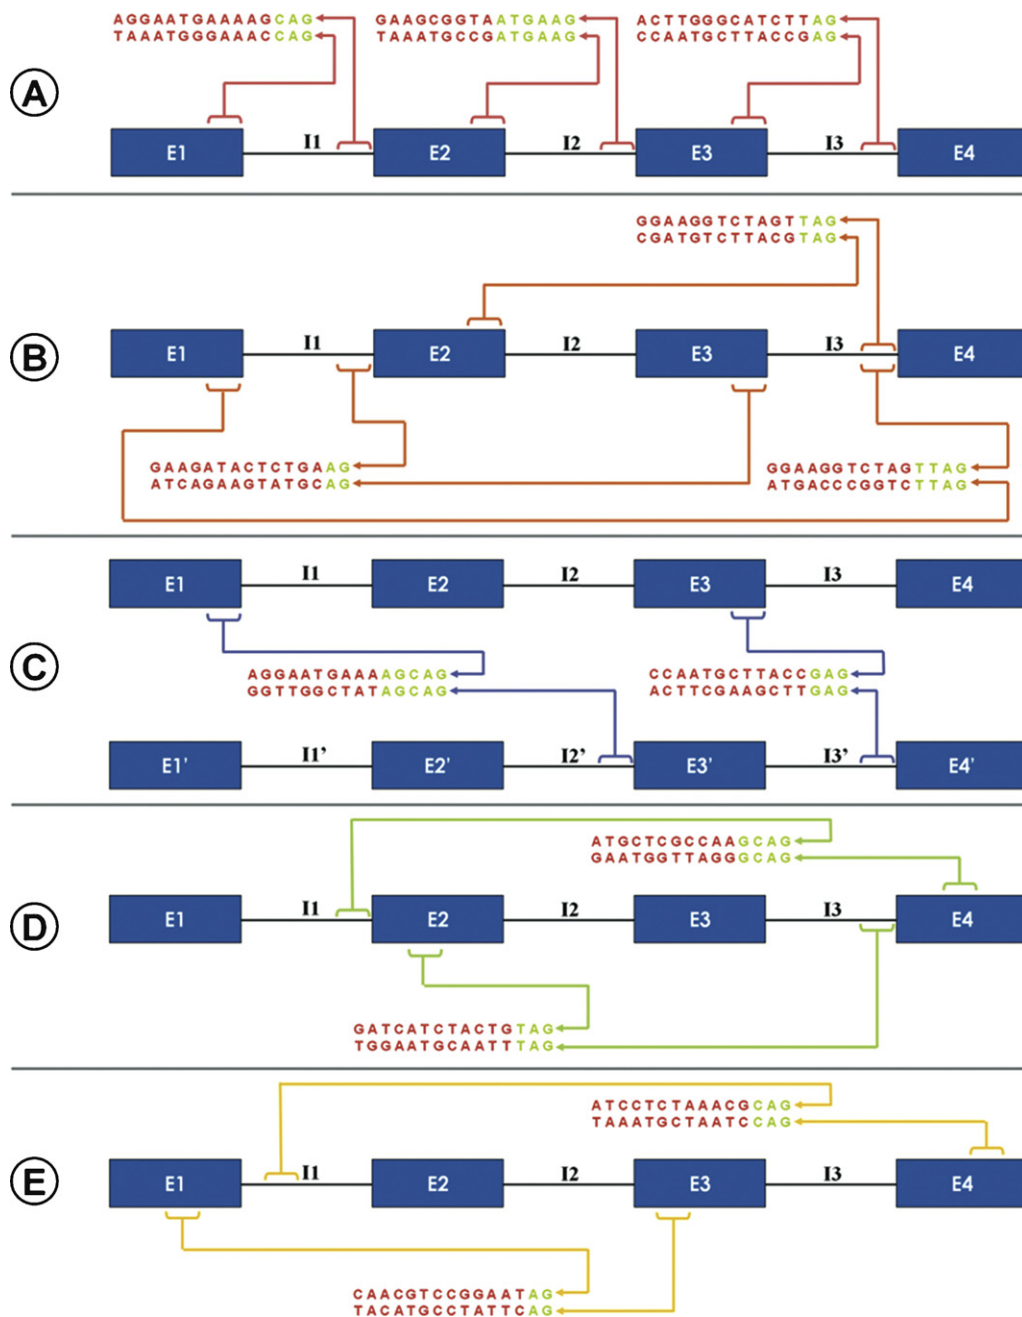 AGGAATGAAAAGCAG GAAGCGGTAATGAAG ACTTGGGCATCTTAG
TAAATGGGAAACCAG TAAATGCCGATGAAG CCAATGCTTACCGAG
A
I1 I2 I3
E1 E2 E3 E4
GGAAGGTCTAGTTAG
CGATGTCTTACGTAG
B
I1 I2 I3
E1 E2 E3 E4
GAAGATACTCTGAAG GGAAGGTCTAGTTAG
ATCAGAAGTATGCAG ATGACCCGGTCTTAG
I1 I2 I3
E1 E2 E3 E4
C
AGGAATGAAAAGCAG CCAATGCTTACCGAG
GGTTGGCTATAGCAG ACTTCGAAGCTTGAG
I1' I2' I3'
E1' E2' E3' E4'
ATGCTCGCCAAGCAG
GAATGGTTAGGGCAG
D
I1 I2 I3
E1 E2 E3 E4
GATCATCTACTGTAG
TGGAATGCAATTTAG
ATCCTCTAAACGCAG
TAAATGCTAATCCAG
E
I1 I2 I3
E1 E2 E3 E4
CAACGTCCGGAATAG
TACATGCCTATTCAG